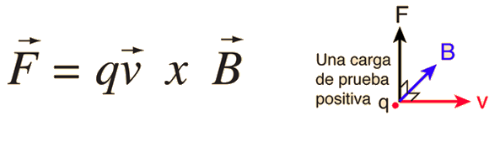 F⃗ = qv⃗ x B⃗
F
B
Una carga
de prueba
positiva q
v